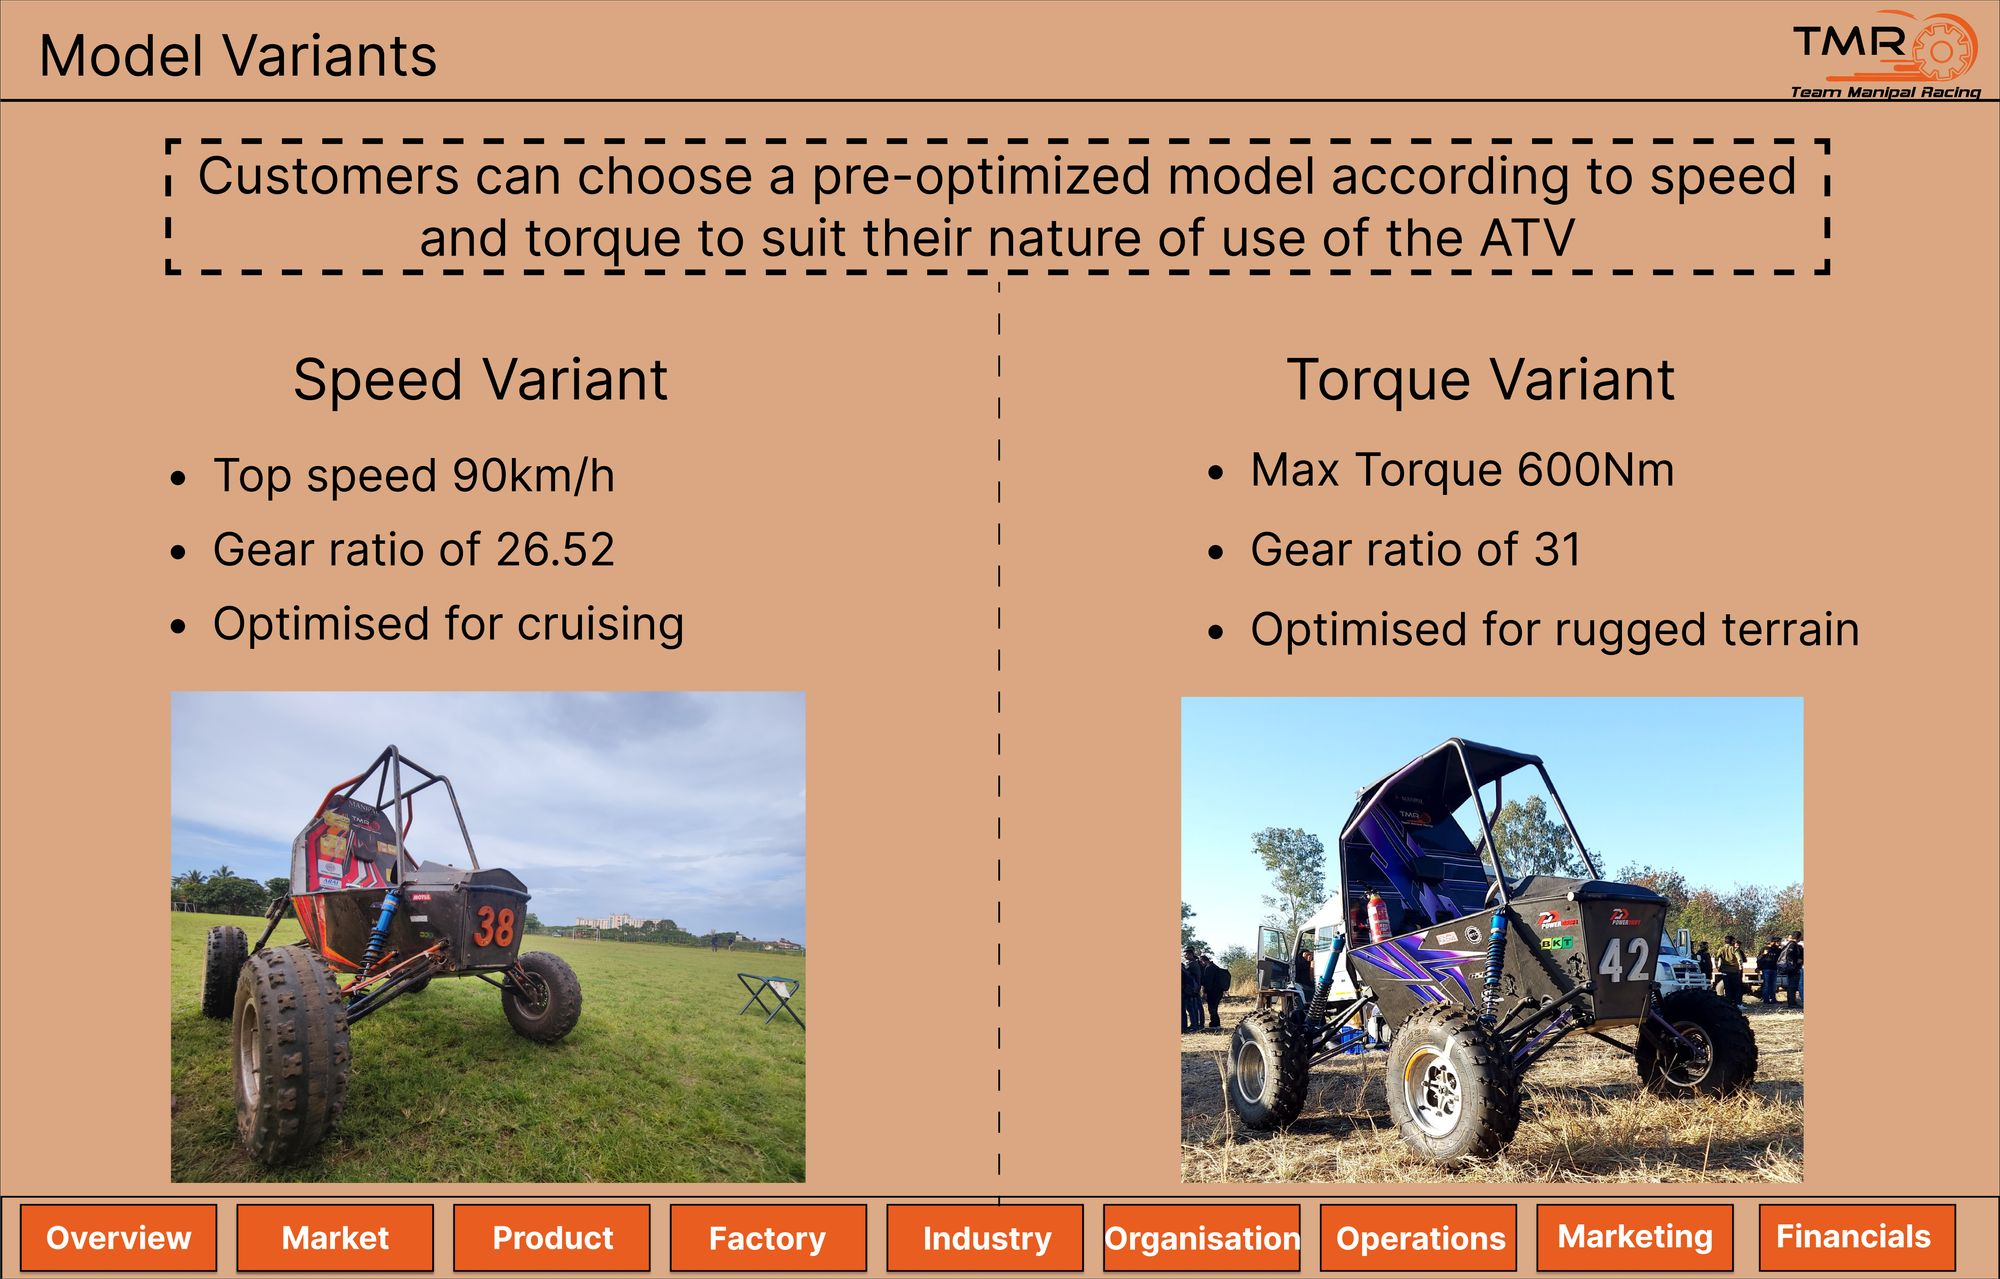 Model Variants
TMR
Team Manipal Racing
Customers can choose a pre-optimized model according to speed
and torque to suit their nature of use of the ATV
Speed Variant
• Top speed 90km/h
• Gear ratio of 26.52
• Optimised for cruising
Torque Variant
• Max Torque 600Nm
• Gear ratio of 31
• Optimised for rugged terrain
TMR
38
TMR
BKT
42
Overview
Market
Product
Factory
Industry
Organisation
Operations
Marketing
Financials